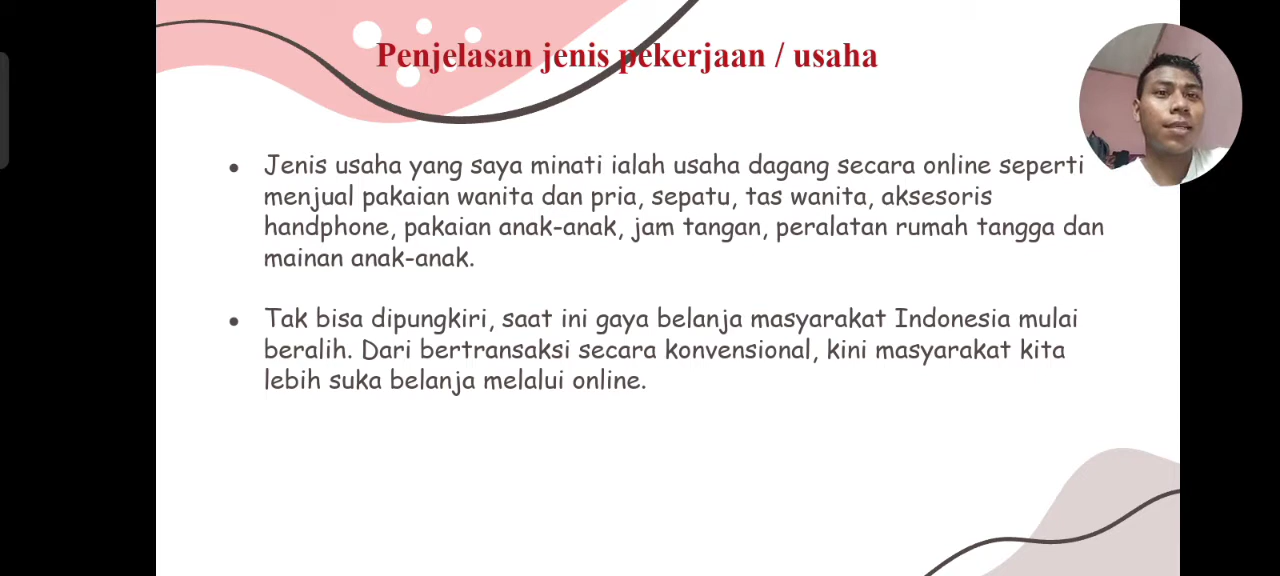 Penjelasan jenis pekerjaan / usaha
• Jenis usaha yang saya minati ialah usaha dagang secara online seperti
menjual pakaian wanita dan pria, sepatu, tas wanita, aksesoris
handphone, pakaian anak-anak, jam tangan, peralatan rumah tangga dan
mainan anak-anak.
• Tak bisa dipungkiri, saat ini gaya belanja masyarakat Indonesia mulai
beralih. Dari bertransaksi secara konvensional, kini masyarakat kita
lebih suka belanja melalui online.